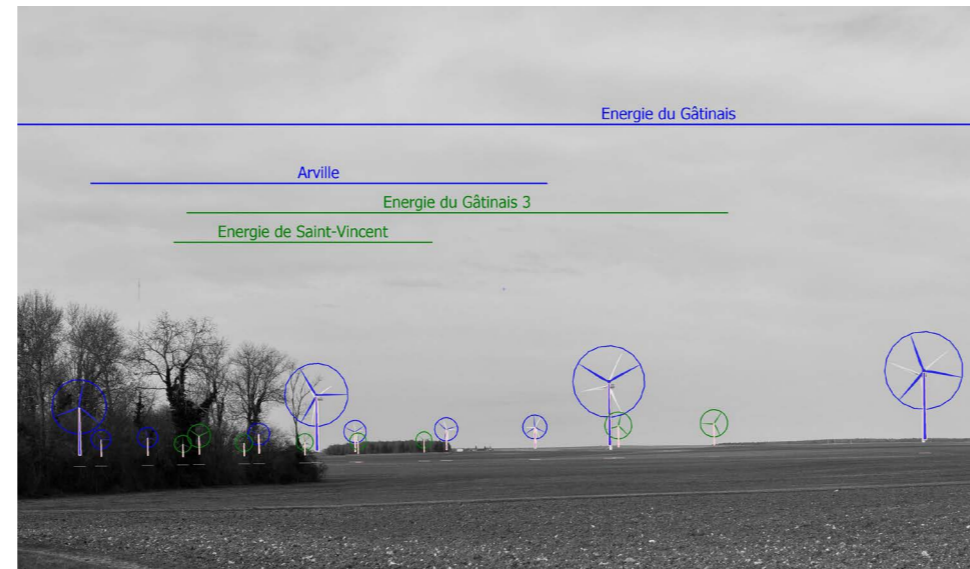 Energie du Gâtinais
Arville
Energie du Gâtinais 3
Energie de Saint-Vincent